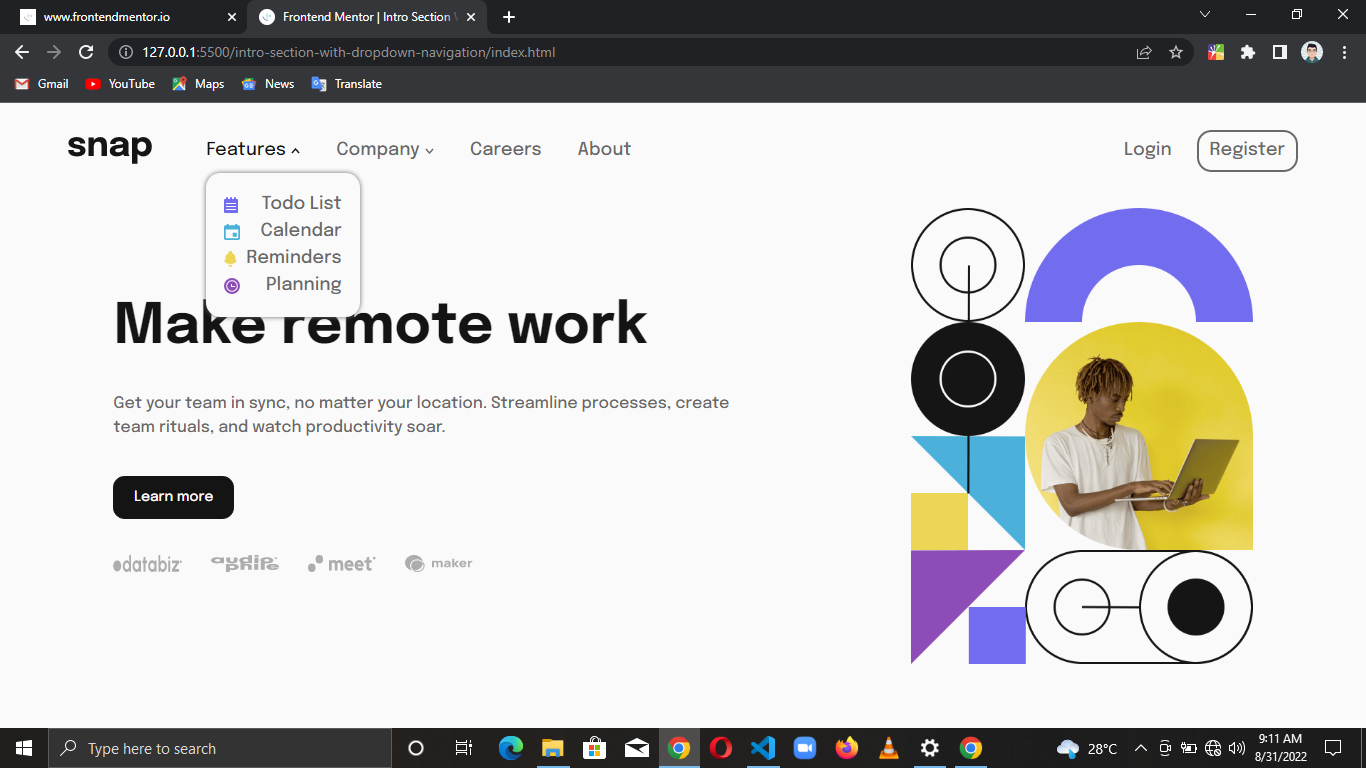 www.frontendmentor.io
Frontend Mentor | Intro Section
127.0.0.1:5500/intro-section-with-dropdown-navigation/index.html
Gmail YouTube Maps News Translate
snap Features Company Careers About Login Register
Todo List
Calendar
Reminders
Planning
Make remote work
Get your team in sync, no matter your location. Streamline processes, create
team rituals, and watch productivity soar.
Learn more
databiz audiophile meet maker
Type here to search
28°C
9:11 AM
8/31/2022